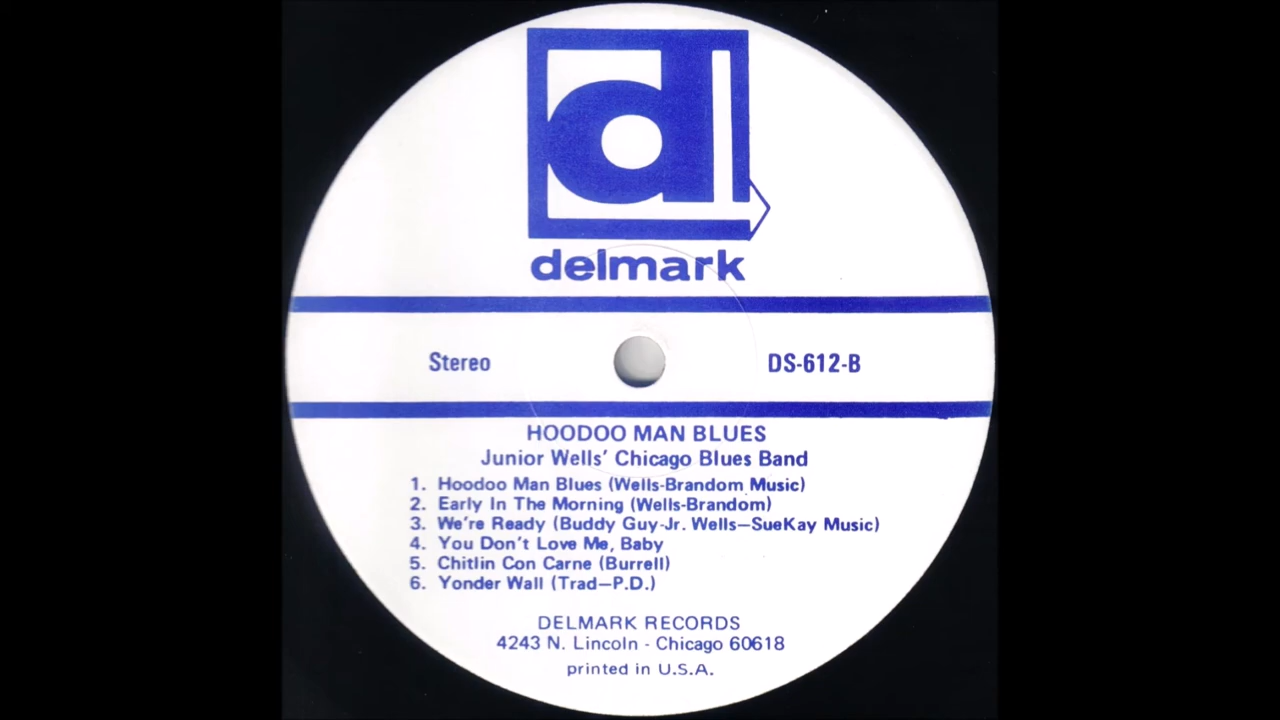 d
delmark
Stereo
DS-612-B
HOODOO MAN BLUES
Junior Wells' Chicago Blues Band
1. Hoodoo Man Blues (Wells-Brandom Music)
2. Early In The Morning (Wells-Brandom)
3. We're Ready (Buddy Guy-Jr. Wells—SueKay Music)
4. You Don't Love Me, Baby
5. Chitlin Con Carne (Burrell)
6. Yonder Wall (Trad—P.D.)
DELMARK RECORDS
4243 N. Lincoln - Chicago 60618
printed in U.S.A.